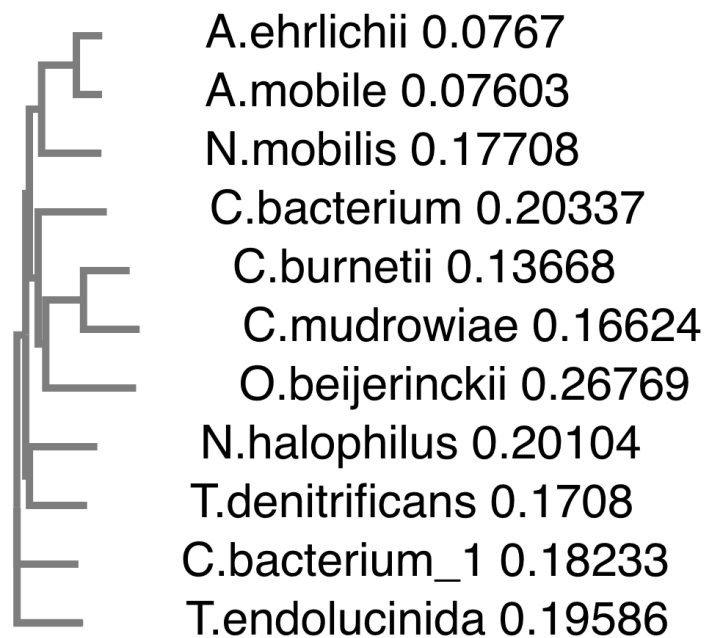 A.ehrlichii 0.0767
A.mobile 0.07603
N.mobilis 0.17708
C.bacterium 0.20337
C.burnetii 0.13668
C.mudrowiae 0.16624
O.beijerinckii 0.26769
N.halophilus 0.20104
T.denitrificans 0.1708
C.bacterium_1 0.18233
T.endolucinida 0.19586